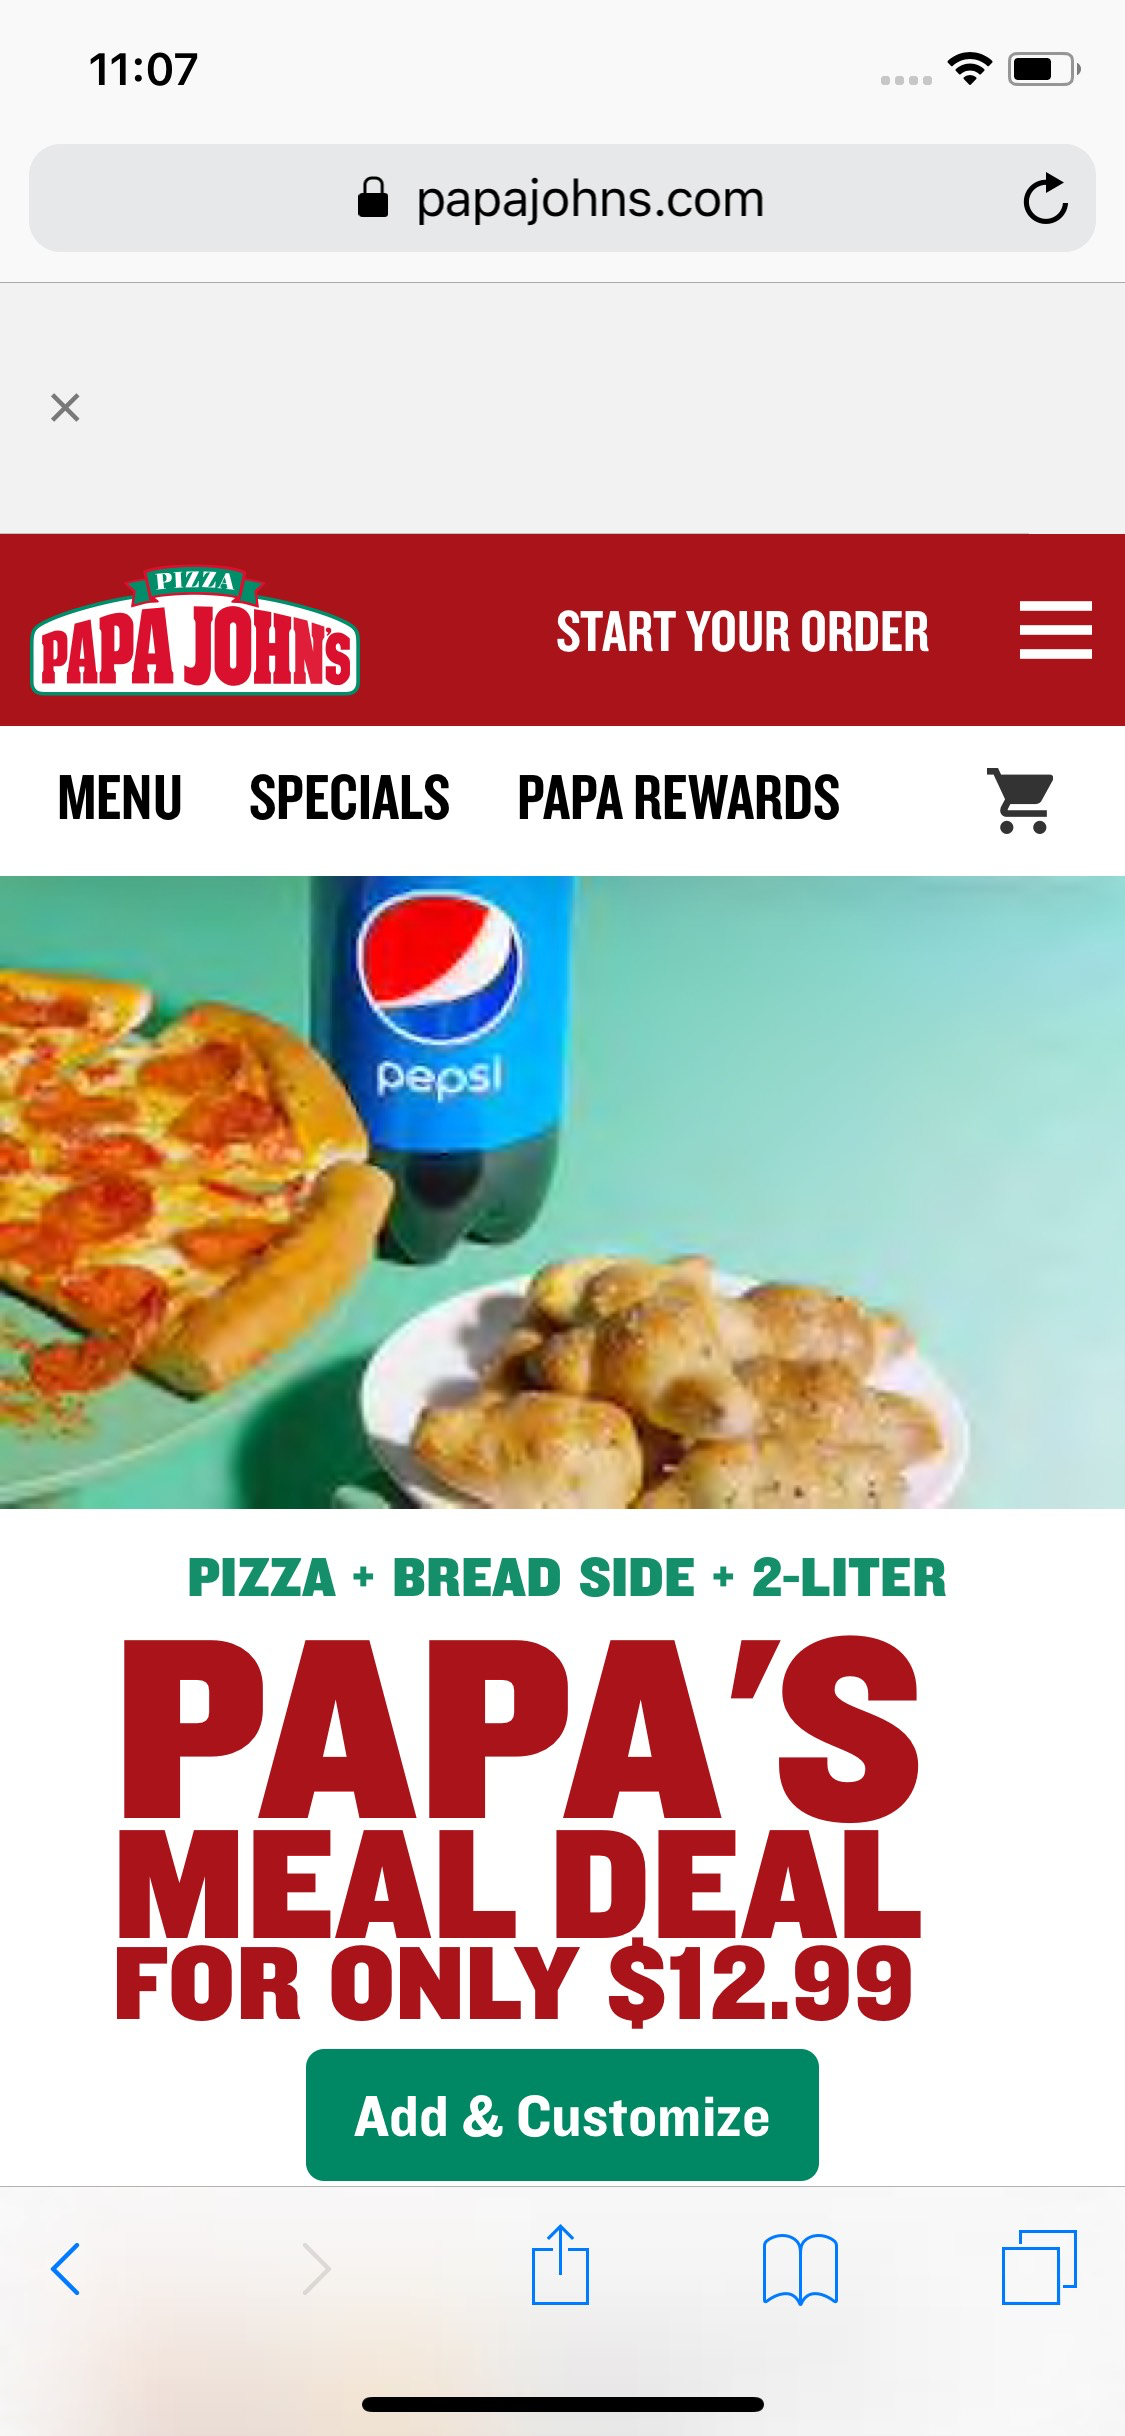 11:07
papajohns.com
PIZZA
PAPA JOHN'S
START YOUR ORDER
MENU SPECIALS PAPA REWARDS
pepsi
PIZZA + BREAD SIDE + 2-LITER
PAPA'S
MEAL DEAL
FOR ONLY $12.99
Add & Customize